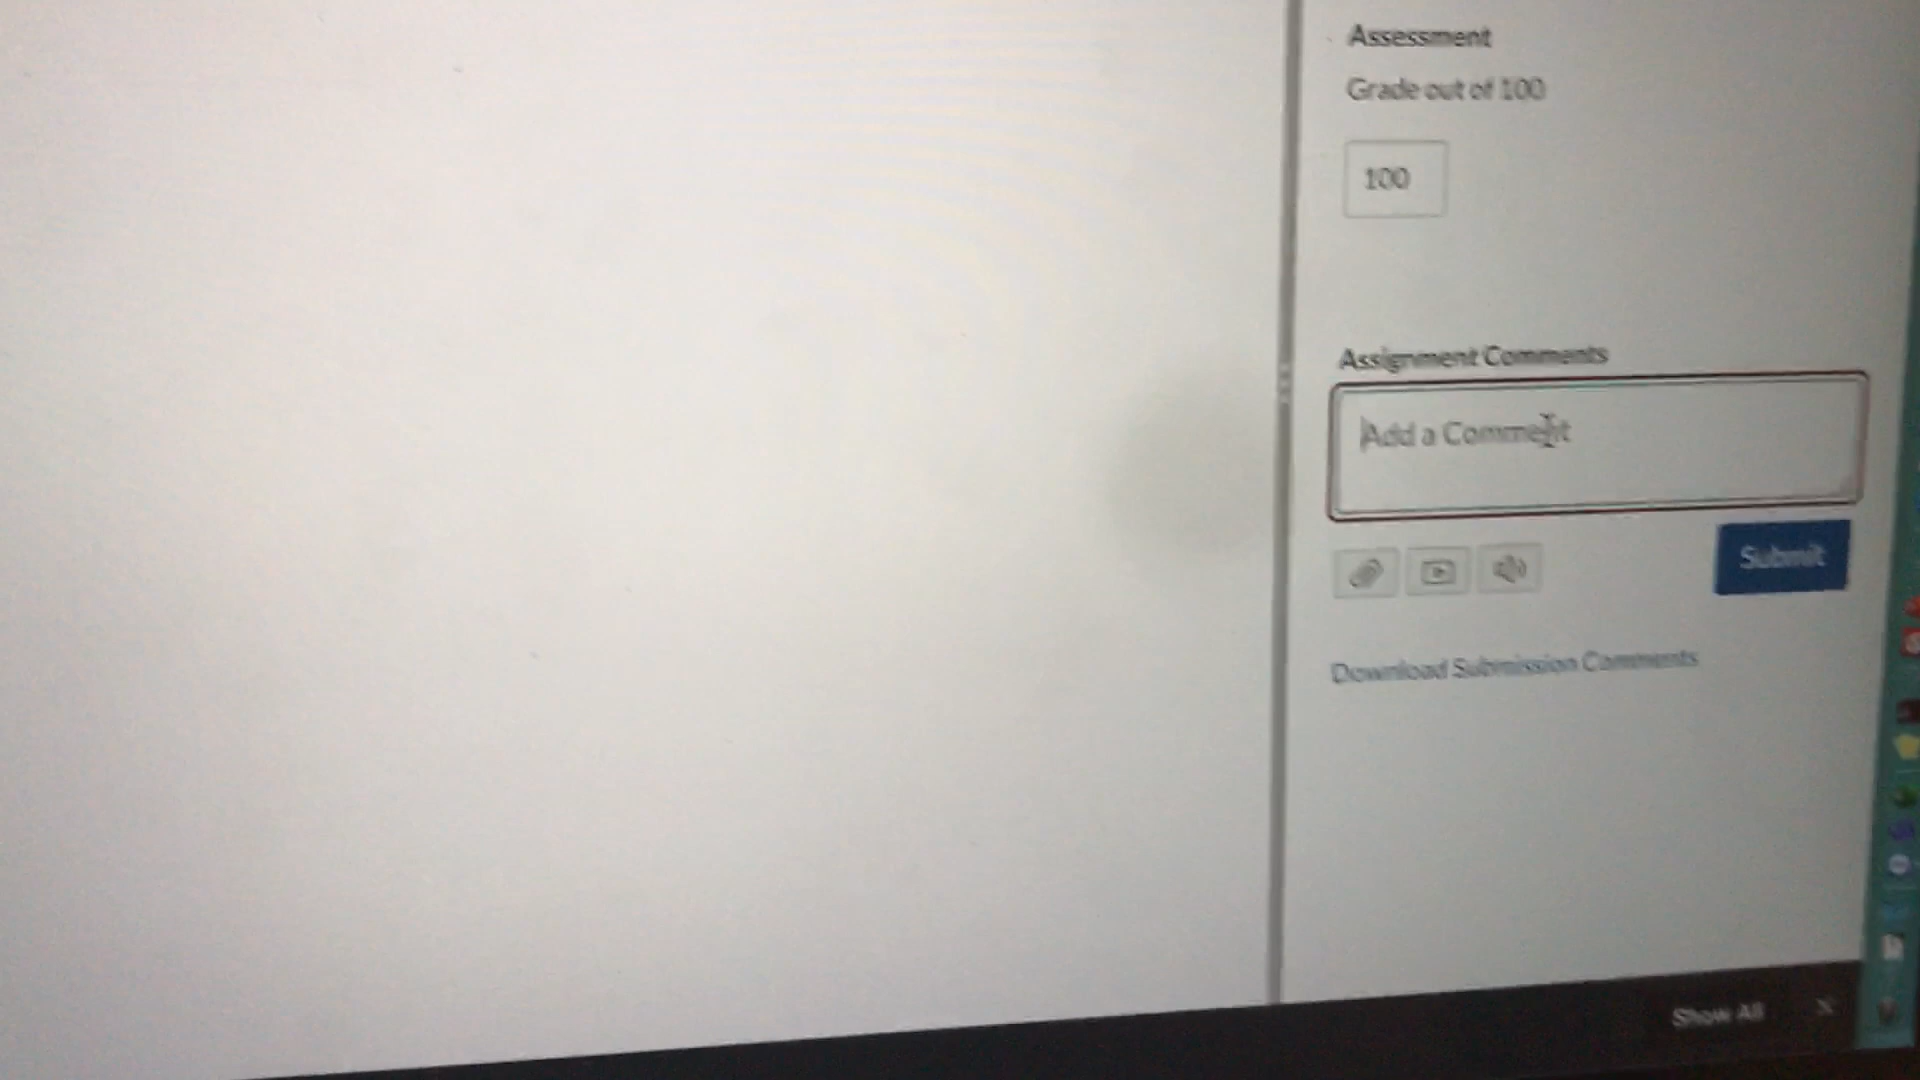 Assessment
Grade out of 100
100
Assignment Comments
Add a Comment
Submit
Download Submission Comments
Show All